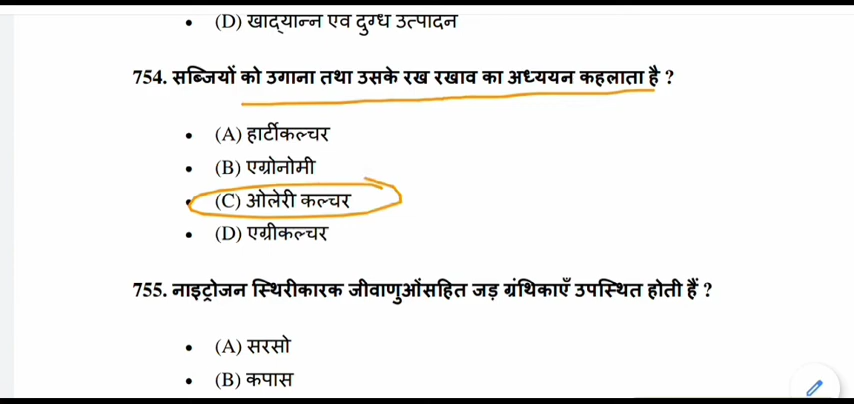 (D) खाद्यान्न एवं दुग्ध उत्पादन
754. सब्जियों को उगाना तथा उसके रख रखाव का अध्ययन कहलाता है ?
(A) हार्टीकल्चर
(B) एग्रोनोमी
(C) ओलेरी कल्चर
(D) एग्रीकल्चर
755. नाइट्रोजन स्थिरीकारक जीवाणुओंसहित जड़ ग्रंथिकाएँ उपस्थित होती हैं ?
(A) सरसो
(B) कपास